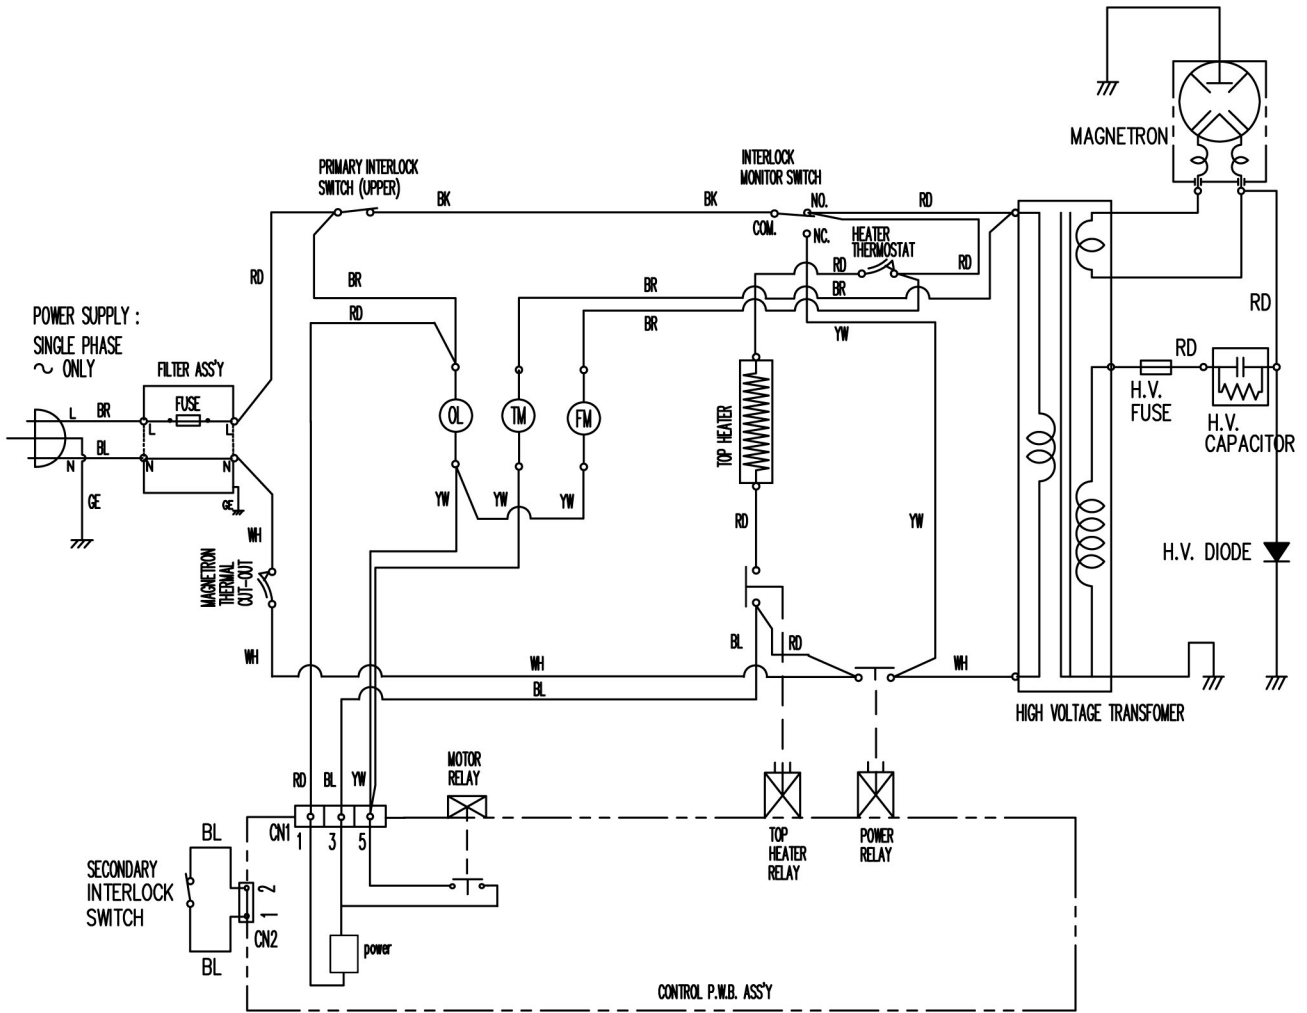 MAGNETRON
PRIMARY INTERLOCK
SWITCH (UPPER)
INTERLOCK
MONITOR SWITCH
BK
BK
NO.
RD
COM.
NC.
HEATER
THERMOSTAT
RD
RD
RD
BR
BR
BR
RD
BR
YW
RD
POWER SUPPLY :
SINGLE PHASE
~ ONLY
FILTER ASS'Y
FUSE
L
BR
L
L
BL
N
N
N
GE
GE
RD
H.V.
FUSE
H.V.
CAPACITOR
OL
TM
FM
TOP HEATER
YW
YW
YW
RD
YW
WH
MAGNETRON
THERMAL
CUT-OUT
H.V. DIODE
WH
WH
BL
RD
WH
BL
HIGH VOLTAGE TRANSFOMER
RD
BL
YW
MOTOR
RELAY
CN1
1
3
5
TOP
HEATER
RELAY
POWER
RELAY
BL
SECONDARY
INTERLOCK
SWITCH
2
1
CN2
BL
power
CONTROL P.W.B. ASS'Y